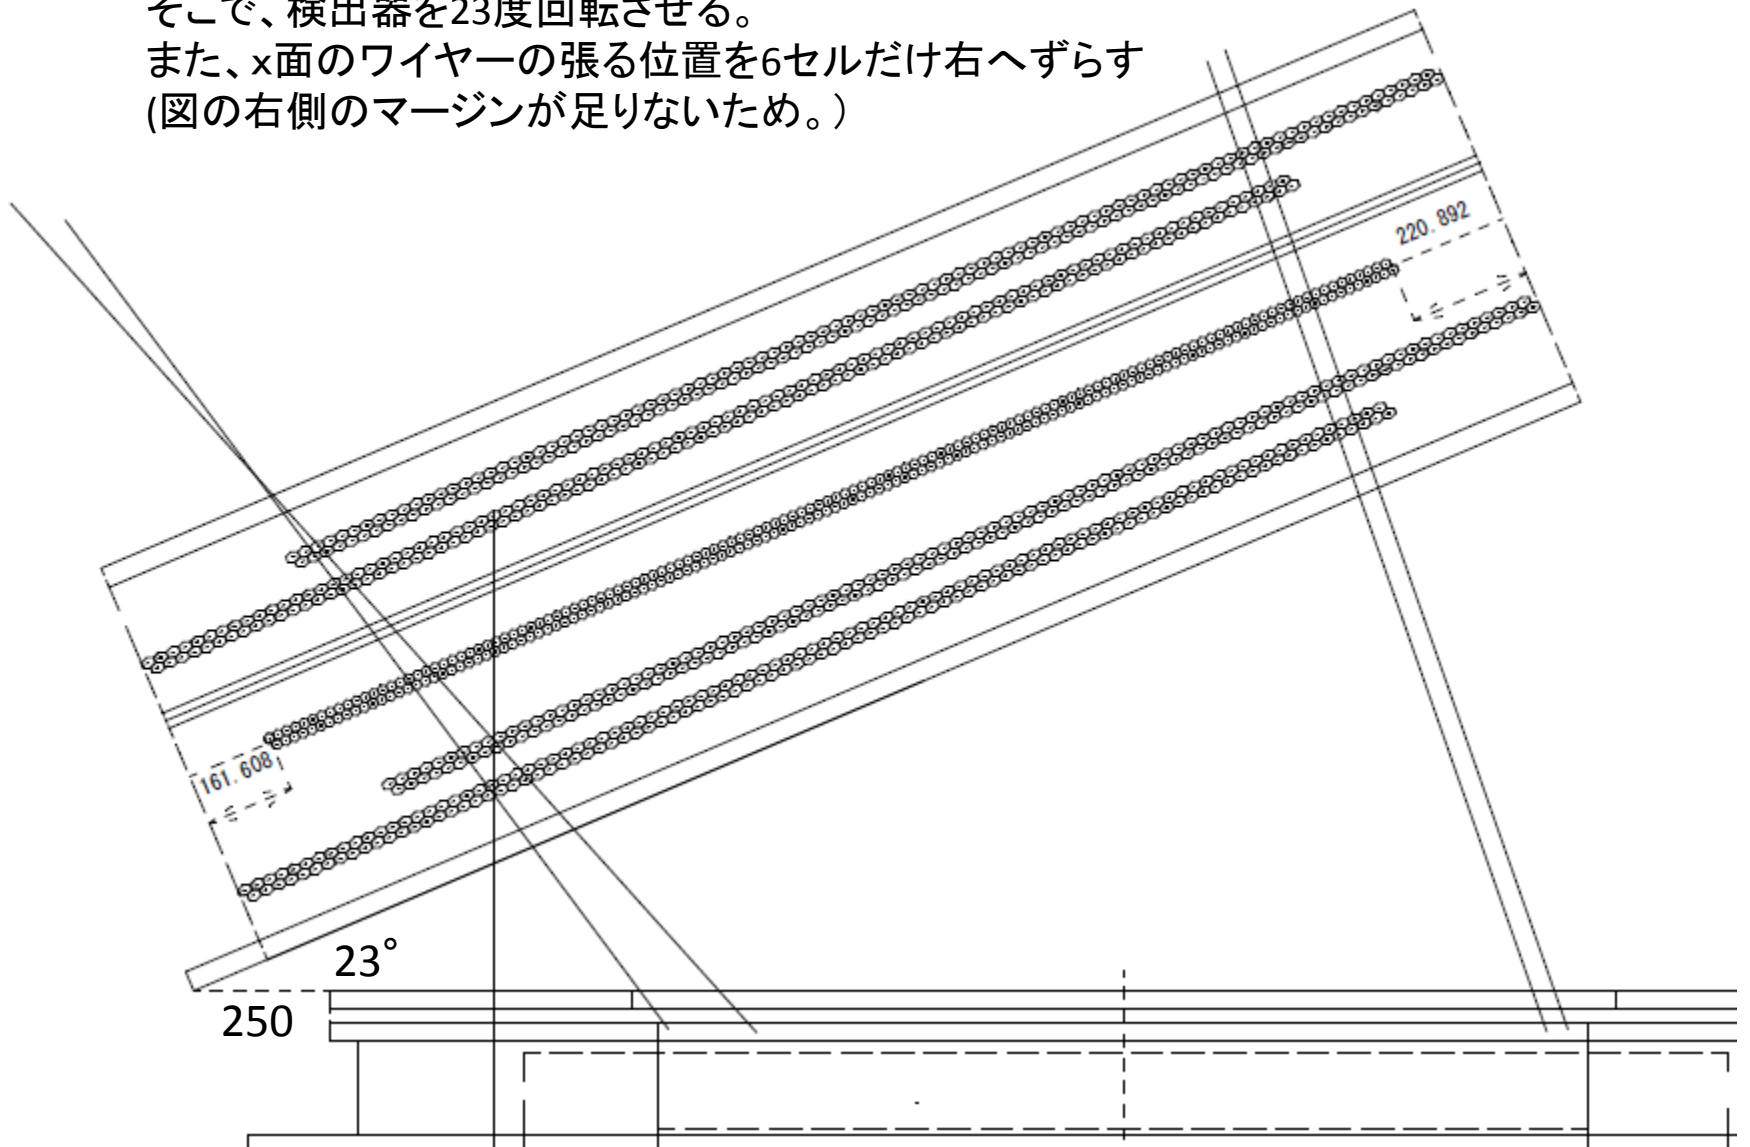 そこで、検出器を23度回転させる。
また、x面のワイヤーの張る位置を6セルだけ右へずらす
(図の右側のマージンが足りないため。）
220. 892
161. 608
23°
250